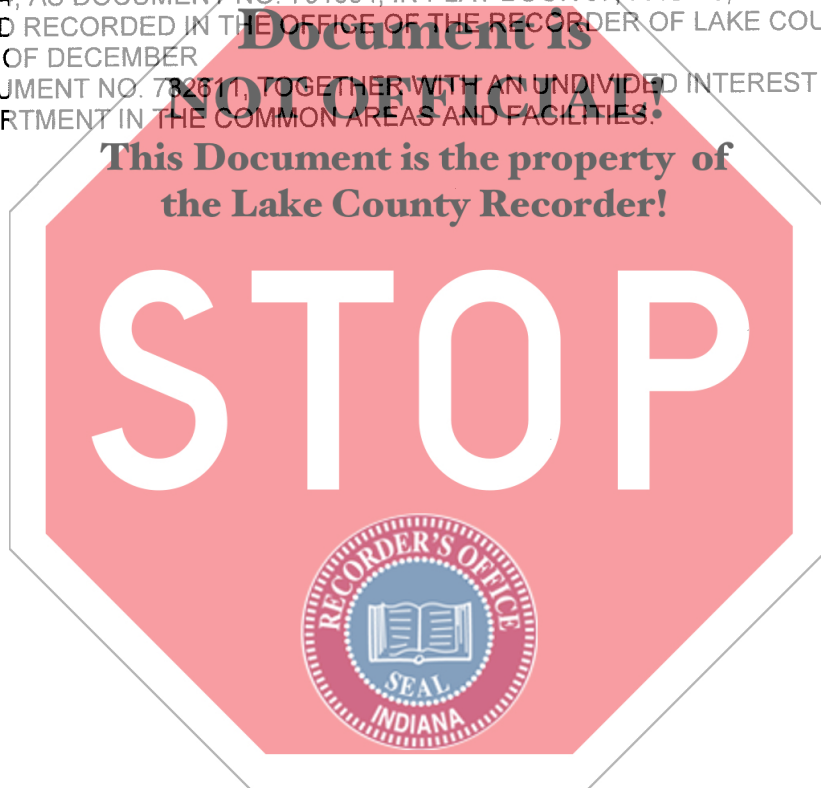 D RECORDED IN THE OFFICE OF THE RECORDER OF LAKE COU
Document is
OF DECEMBER
UMENT NO. 782611, TOGETHER WITH AN UNDIVIDED INTEREST
NOT OFFICIAL!
RTMENT IN THE COMMON AREAS AND FACILITIES.
This Document is the property of
the Lake County Recorder!
STOP
RECORDER'S OFFICE
SEAL
INDIANA